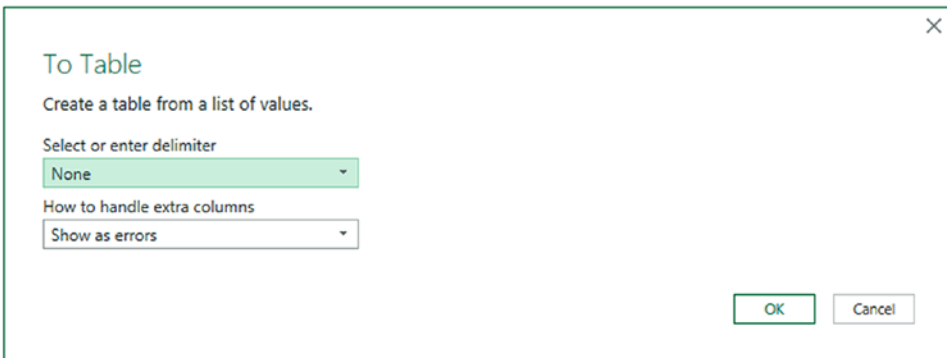 To Table
Create a table from a list of values.
Select or enter delimiter
None
How to handle extra columns
Show as errors
OK
Cancel